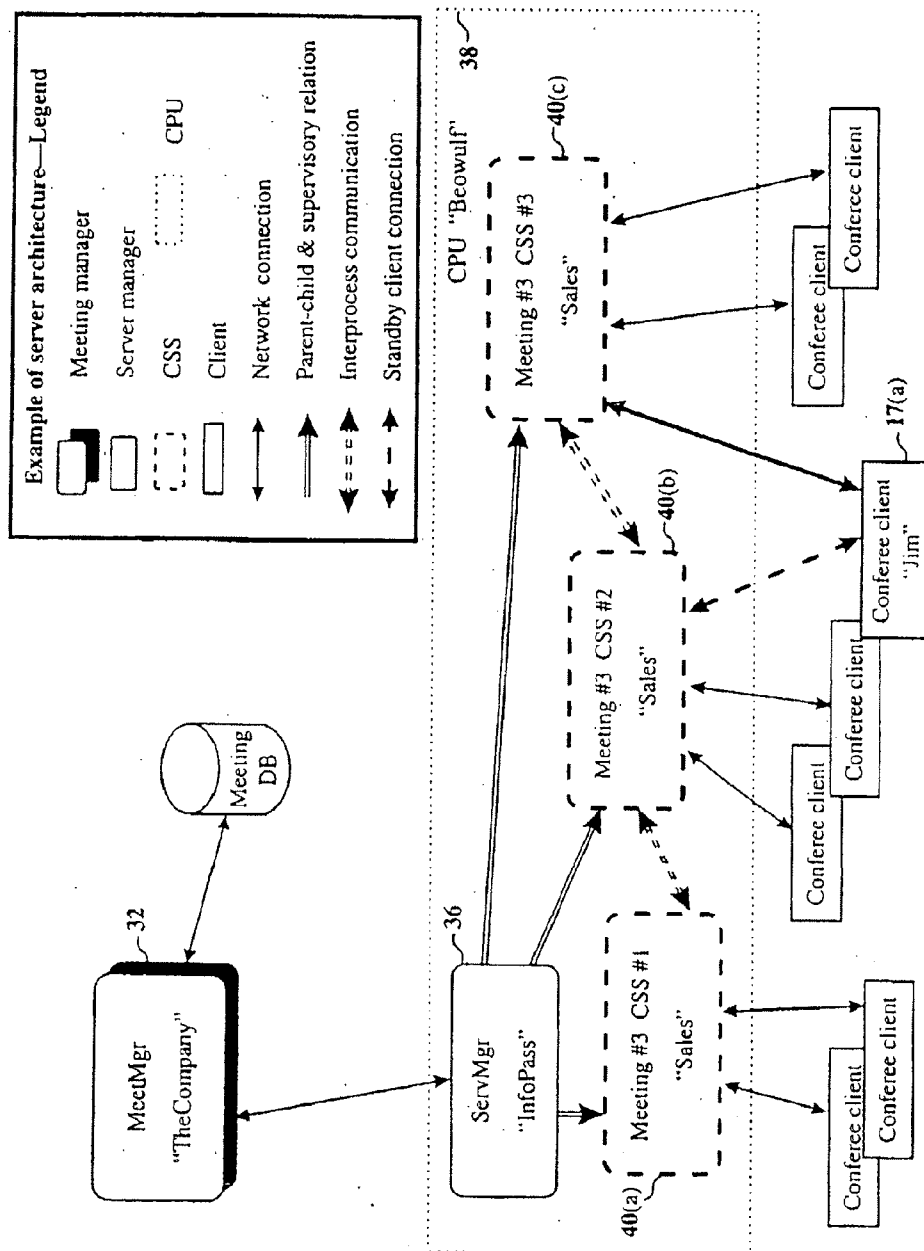 Example of server architecture—Legend
Meeting manager
Server manager
CSS
CPU
Client
Network connection
Parent-child & supervisory relation
Interprocess communication
Standby client connection
MeetMgr
“TheCompany”
32
Meeting
DB
38
CPU “Beowulf”
ServMgr
“InfoPass”
36
Meeting #3 CSS #1
“Sales”
40(a)
Meeting #3 CSS #2
“Sales”
40(b)
Meeting #3 CSS #3
“Sales”
40(c)
Conferee client
Conferee client
Conferee client
Conferee client
Conferee client
“Jim”
17(a)
Conferee client
Conferee client